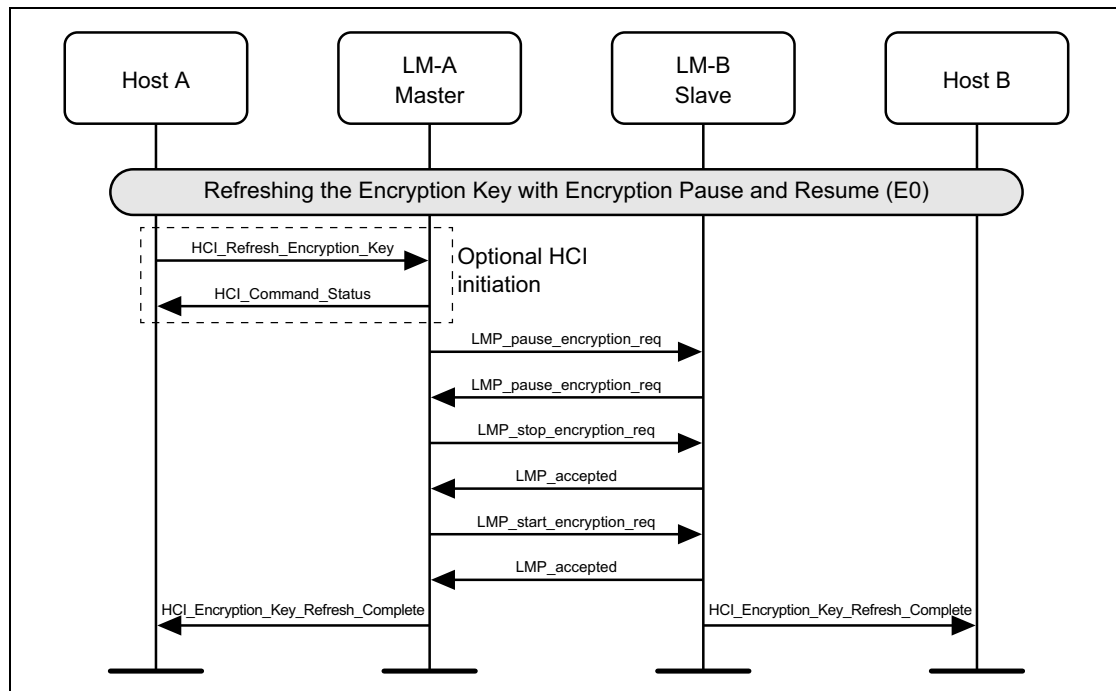 Host A
LM-A
Master
LM-B
Slave
Host B
Refreshing the Encryption Key with Encryption Pause and Resume (E0)
HCI_Refresh_Encryption_Key
Optional HCI
initiation
HCI_Command_Status
LMP_pause_encryption_req
LMP_pause_encryption_req
LMP_stop_encryption_req
LMP_accepted
LMP_start_encryption_req
LMP_accepted
HCI_Encryption_Key_Refresh_Complete
HCI_Encryption_Key_Refresh_Complete